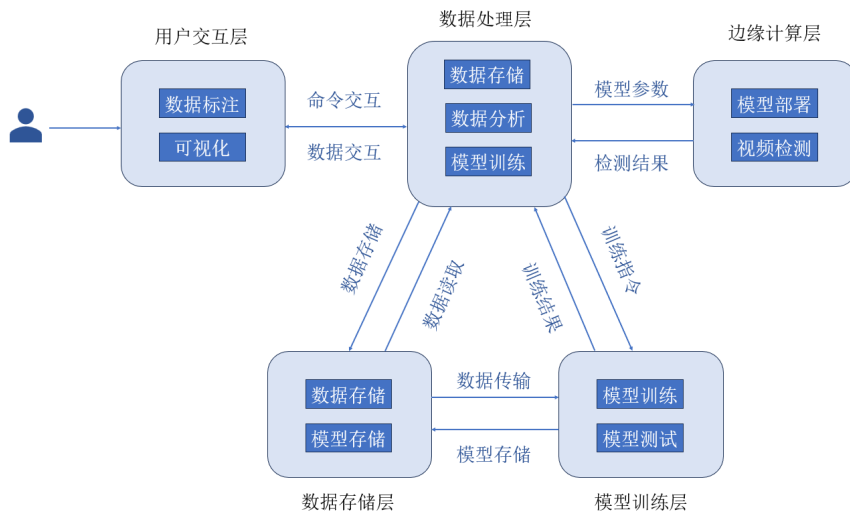 数据处理层
用户交互层
边缘计算层
数据存储
数据标注
命令交互
数据分析
模型参数
模型部署
可视化
数据交互
模型训练
检测结果
视频检测
数据存储
数据读取
训练结果
训练指令
数据存储
数据传输
模型训练
模型存储
模型存储
模型测试
数据存储层
模型训练层